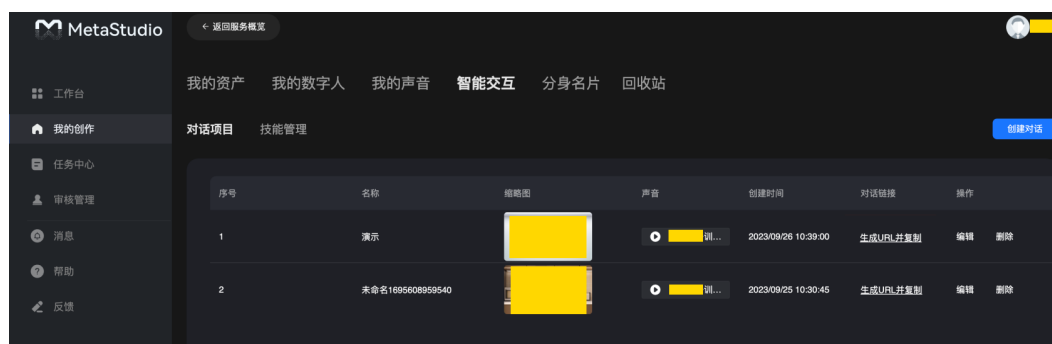 MetaStudio
← 返回服务概览
我的资产 我的数字人 我的声音 智能交互 分身名片 回收站
工作台
我的创作
对话项目 技能管理
创建对话
任务中心
审核管理
消息
帮助
反馈
序号 名称 缩略图 声音 创建时间 对话链接 操作
1 演示 训... 2023/09/26 10:39:00 生成URL并复制 编辑 删除
2 未命名1695608959540 训... 2023/09/25 10:30:45 生成URL并复制 编辑 删除